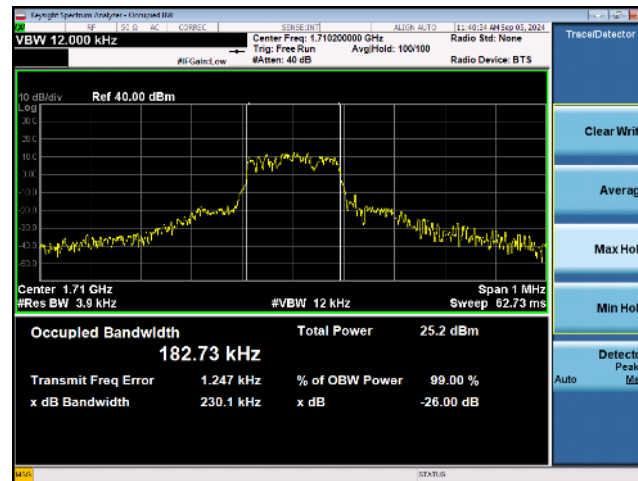 Keysight Spectrum Analyzer - Occupied BW
RF 50 Ω AC CORREC SENSE:INT ALIGN AUTO 11:40:34 AM Sep 05, 2024
VBW 12.000 kHz
Center Freq: 1.710200000 GHz
Radio Std: None
Trig: Free Run Avg|Hold: 100/100
#IFGain:Low #Atten: 40 dB Radio Device: BTS
10 dB/div Ref 40.00 dBm
Log
30.0
20.0
10.0
0.00
-10.0
-20.0
-30.0
-40.0
-50.0
Center 1.71 GHz Span 1 MHz
#Res BW 3.9 kHz #VBW 12 kHz Sweep 62.73 ms
Occupied Bandwidth Total Power 25.2 dBm
182.73 kHz
Transmit Freq Error 1.247 kHz % of OBW Power 99.00 %
x dB Bandwidth 230.1 kHz x dB -26.00 dB
MSG STATUS
Trace/Detector
Clear Writ
Averag
Max Hol
Min Hol
Detecto
Peak
Auto Ma